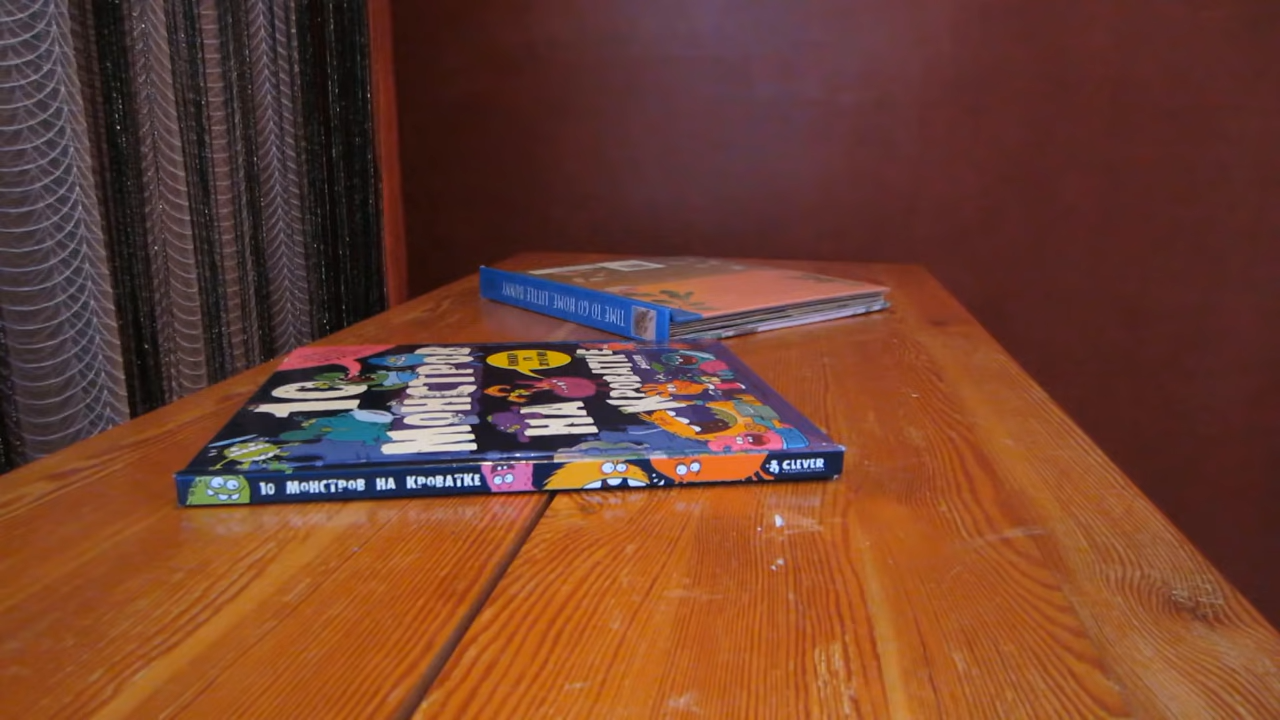 TIME TO GO HOME, LITTLE BUNNY
10
МОНСТРОВ
НА
КРОВАТКЕ
10 МОНСТРОВ НА КРОВАТКЕ
CLEVER